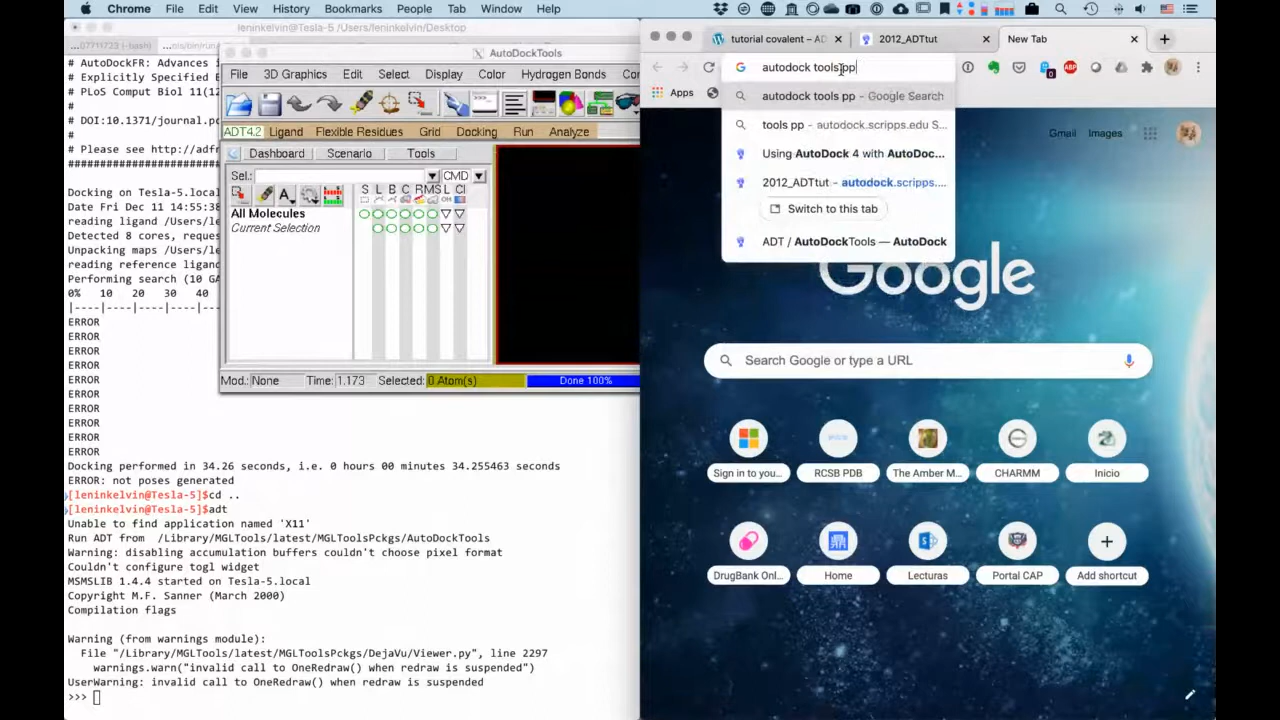 Chrome File Edit View History Bookmarks People Tab Window Help
leninkelvin@Tesla-5 /Users/leninkelvin/Desktop
...07711723 (-bash)
# AutoDockFR: Advances i
# Explicitly Specified B
# PLoS Comput Biol 11(12
#
# DOI:10.1371/journal.pc
#
# Please see http://adfr
Docking on Tesla-5.local
Date Fri Dec 11 14:55:38
reading ligand /Users/le
Detected 8 cores, reques
Unpacking maps /Users/le
reading reference ligand
Performing search (10 GA
0% 10 20 30 40
|----|----|----|----|---
ERROR
ERROR
ERROR
ERROR
ERROR
ERROR
ERROR
ERROR
ERROR
ERROR
Docking performed in 34.26 seconds, i.e. 0 hours 00 minutes 34.255463 seconds
ERROR: not poses generated
[leninkelvin@Tesla-5]$cd ..
[leninkelvin@Tesla-5]$adt
Unable to find application named 'X11'
Run ADT from /Library/MGLTools/latest/MGLToolsPckgs/AutoDockTools
Warning: disabling accumulation buffers couldn't choose pixel format
Couldn't configure togl widget
MSMSLIB 1.4.4 started on Tesla-5.local
Copyright M.F. Sanner (March 2000)
Compilation flags
Warning (from warnings module):
File "/Library/MGLTools/latest/MGLToolsPckgs/DejaVu/Viewer.py", line 2297
warnings.warn("invalid call to OneRedraw() when redraw is suspended")
UserWarning: invalid call to OneRedraw() when redraw is suspended
>>>
AutoDockTools
File 3D Graphics Edit Select Display Color Hydrogen Bonds Con
ADT4.2 Ligand Flexible Residues Grid Docking Run Analyze
Dashboard Scenario Tools
Sel.: CMD
S L B C R MS L Cl
All Molecules
Current Selection
Mod.: None Time: 1.173 Selected: 0 Atom(s) Done 100%
tutorial covalent – AD
2012_ADTtut
New Tab
autodock tools pp
Apps
autodock tools pp – Google Search
tools pp – autodock.scripps.edu S...
Using AutoDock 4 with AutoDoc...
2012_ADTtut – autodock.scripps....
Switch to this tab
ADT / AutoDockTools — AutoDock
Gmail Images
Google
Search Google or type a URL
Sign in to you... RCSB PDB The Amber M... CHARMM Inicio
DrugBank Onl... Home Lecturas Portal CAP Add shortcut